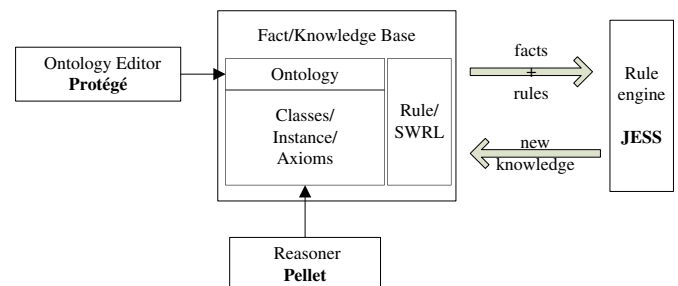 Fact/Knowledge Base
Ontology Editor
Protégé
Ontology
Classes/
Instance/
Axioms
Rule/
SWRL
facts
+
rules
new
knowledge
Rule
engine
JESS
Reasoner
Pellet